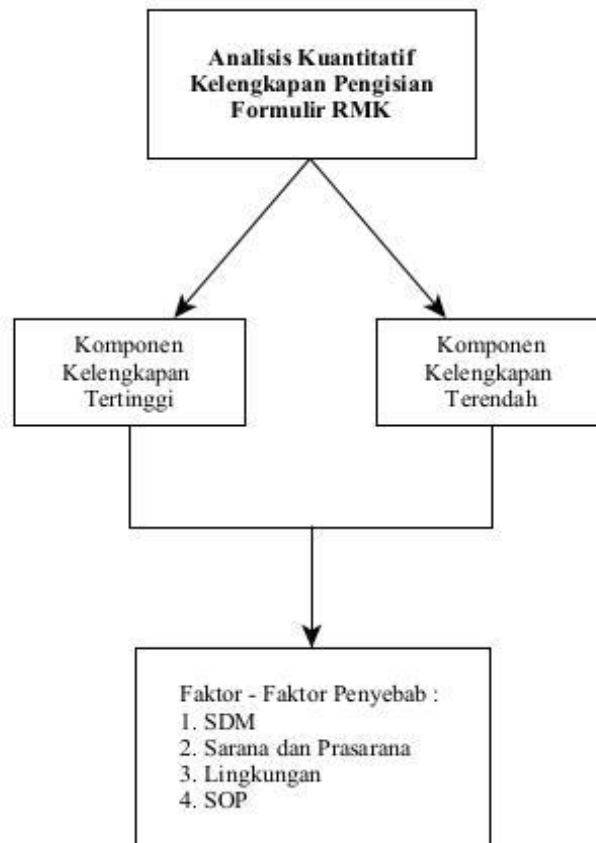 Analisis Kuantitatif
Kelengkapan Pengisian
Formulir RMK
Komponen
Kelengkapan
Tertinggi
Komponen
Kelengkapan
Terendah
Faktor - Faktor Penyebab :
1. SDM
2. Sarana dan Prasarana
3. Lingkungan
4. SOP